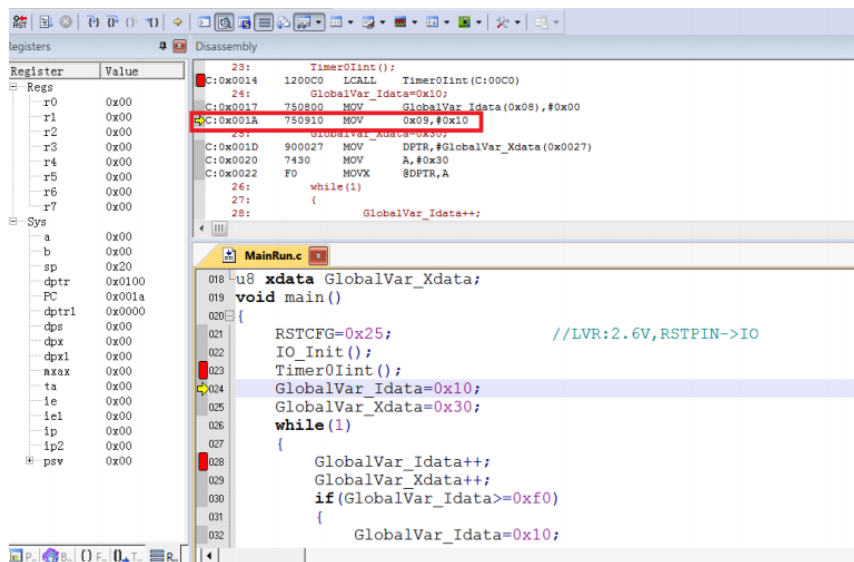 Registers
Register Value
Regs
r0 0x00
r1 0x00
r2 0x00
r3 0x00
r4 0x00
r5 0x00
r6 0x00
r7 0x00
Sys
a 0x00
b 0x00
sp 0x20
dptr 0x0100
PC 0x001a
dptr1 0x0000
dps 0x00
dpx 0x00
dpx1 0x00
mxax 0x00
ta 0x00
ie 0x00
ie1 0x00
ip 0x00
ip2 0x00
psw 0x00
P... B... {} F... T... R...
Disassembly
23: Timer0Iint();
C:0x0014 1200C0 LCALL Timer0Iint(C:00C0)
24: GlobalVar_Idata=0x10;
C:0x0017 750800 MOV GlobalVar_Idata(0x08),#0x00
C:0x001A 750910 MOV 0x09,#0x10
25: GlobalVar_Xdata=0x30;
C:0x001D 900027 MOV DPTR,#GlobalVar_Xdata(0x0027)
C:0x0020 7430 MOV A,#0x30
C:0x0022 F0 MOVX @DPTR,A
26: while(1)
27: {
28: GlobalVar_Idata++;
MainRun.c
018 u8 xdata GlobalVar_Xdata;
019 void main()
020 {
021 RSTCFG=0x25; //LVR:2.6V,RSTPIN->IO
022 IO_Init();
023 Timer0Iint();
024 GlobalVar_Idata=0x10;
025 GlobalVar_Xdata=0x30;
026 while(1)
027 {
028 GlobalVar_Idata++;
029 GlobalVar_Xdata++;
030 if(GlobalVar_Idata>=0xf0)
031 {
032 GlobalVar_Idata=0x10;